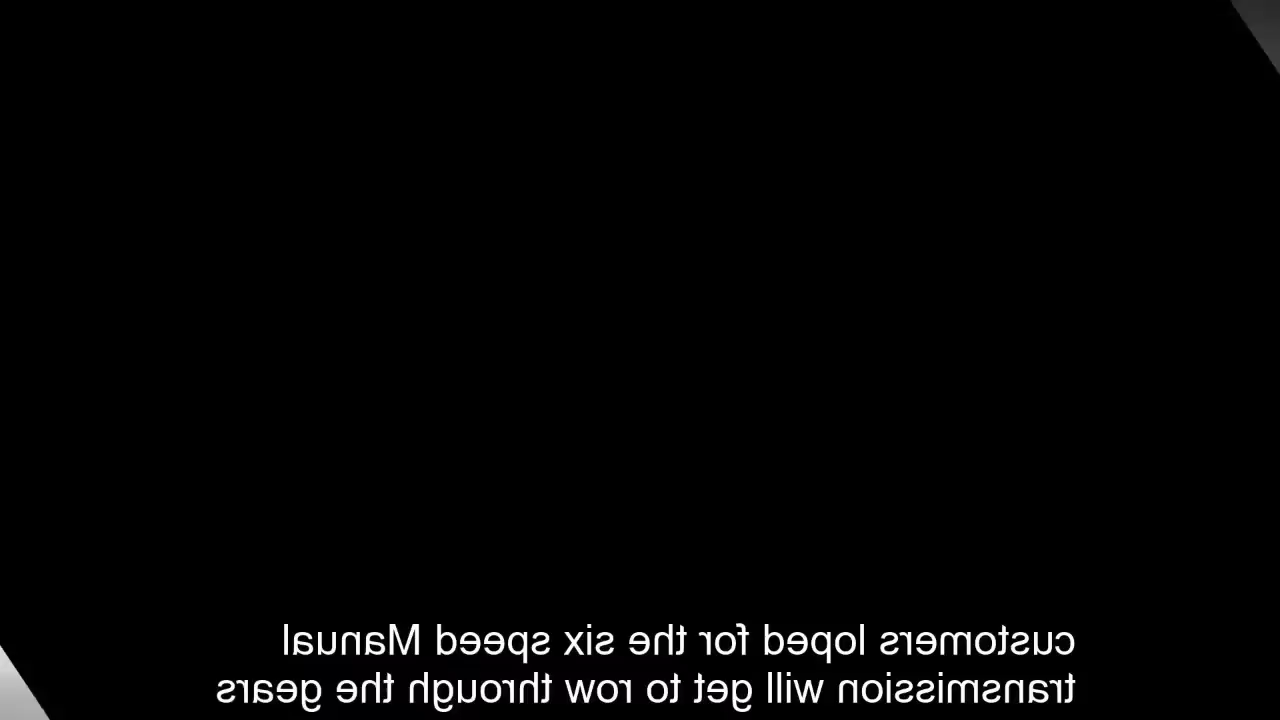 customers loped for the six speed Manual
transmission will get to row through the gears